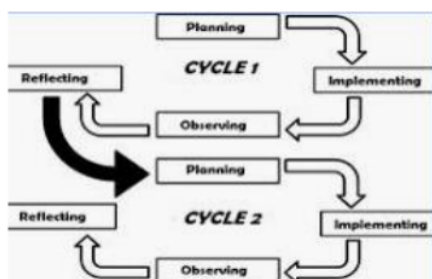 Planning
CYCLE 1
Reflecting
Implementing
Observing
Planning
CYCLE 2
Reflecting
Implementing
Observing